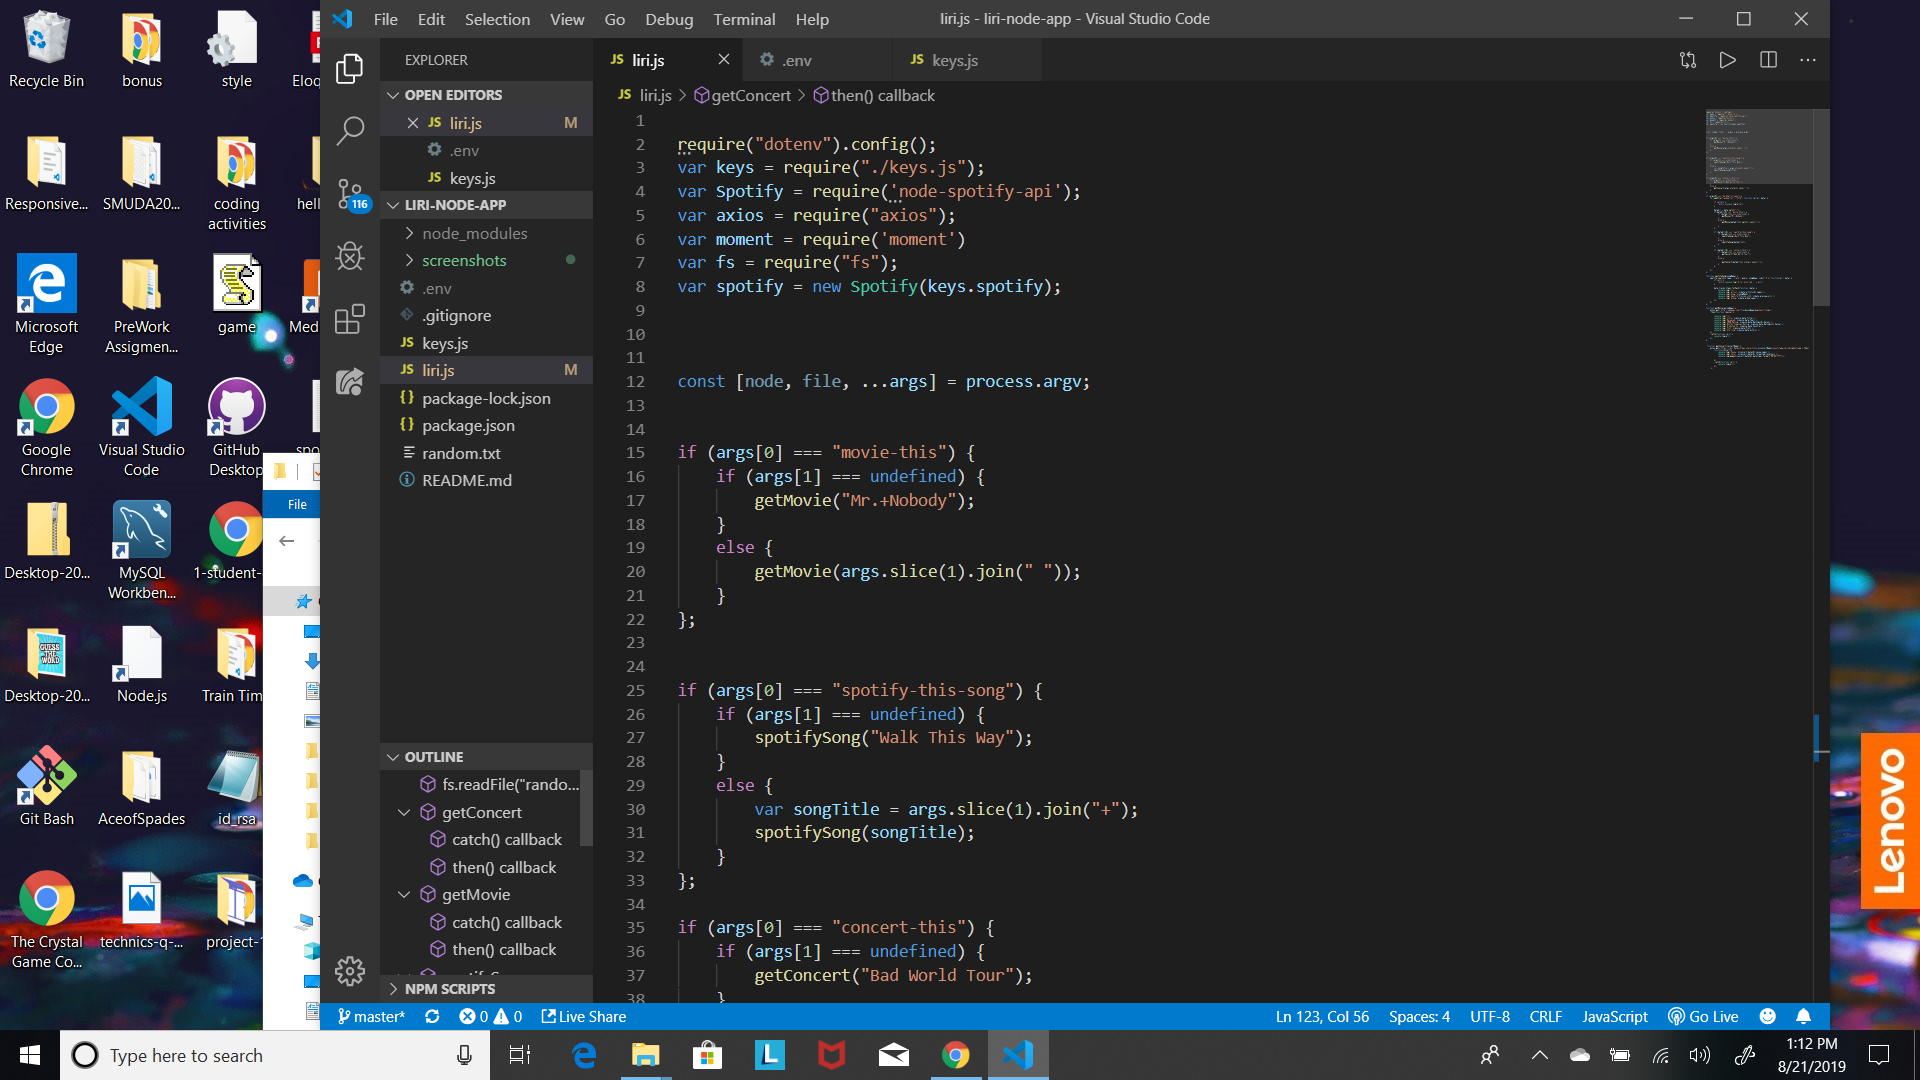 Recycle Bin
bonus
style
Responsive...
SMUDA20...
coding
activities
Microsoft
Edge
PreWork
Assigmen...
game
Google
Chrome
Visual Studio
Code
GitHub
Desktop
Desktop-20...
MySQL
Workben...
1-student-
Desktop-20...
Node.js
Train Tim
Git Bash
AceofSpades
id_rsa
The Crystal
Game Co...
technics-q-...
project-
File
File Edit Selection View Go Debug Terminal Help
liri.js - liri-node-app - Visual Studio Code
EXPLORER
OPEN EDITORS
JS liri.js M
.env
JS keys.js
116
LIRI-NODE-APP
node_modules
screenshots
.env
.gitignore
JS keys.js
JS liri.js M
{} package-lock.json
{} package.json
random.txt
README.md
OUTLINE
fs.readFile("rando...
getConcert
catch() callback
then() callback
getMovie
catch() callback
then() callback
NPM SCRIPTS
JS liri.js
.env
JS keys.js
JS liri.js > getConcert > then() callback
1
2 require("dotenv").config();
3 var keys = require("./keys.js");
4 var Spotify = require('node-spotify-api');
5 var axios = require("axios");
6 var moment = require('moment')
7 var fs = require("fs");
8 var spotify = new Spotify(keys.spotify);
9
10
11
12 const [node, file, ...args] = process.argv;
13
14
15 if (args[0] === "movie-this") {
16 if (args[1] === undefined) {
17 getMovie("Mr.+Nobody");
18 }
19 else {
20 getMovie(args.slice(1).join(" "));
21 }
22 };
23
24
25 if (args[0] === "spotify-this-song") {
26 if (args[1] === undefined) {
27 spotifySong("Walk This Way");
28 }
29 else {
30 var songTitle = args.slice(1).join("+");
31 spotifySong(songTitle);
32 }
33 };
34
35 if (args[0] === "concert-this") {
36 if (args[1] === undefined) {
37 getConcert("Bad World Tour");
38 }
master* 0 0 Live Share
Ln 123, Col 56 Spaces: 4 UTF-8 CRLF JavaScript Go Live
Lenovo
Type here to search
L
1:12 PM
8/21/2019